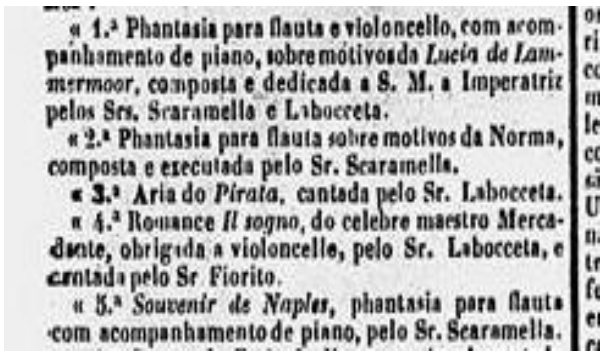 « 1.ª Phantasia para flauta e violoncello, com acom-
panhamento de piano, sobre motivos da Lucia de Lam-
mermoor, composta e dedicada a S. M. a Imperatriz
pelos Srs. Scaramella e Labocceta.
« 2.ª Phantasia para flauta sobre motivos da Norma,
composta e executada pelo Sr. Scaramella.
« 3.ª Aria do Pirata, cantada pelo Sr. Labocceta.
« 4.ª Romance Il sogno, do celebre maestro Merca-
dante, obrigada a violoncello, pelo Sr. Labocceta, e
cantada pelo Sr Fiorito.
« 5.ª Souvenir de Naples, phantasia para flauta
com acompanhamento de piano, pelo Sr. Scaramella.